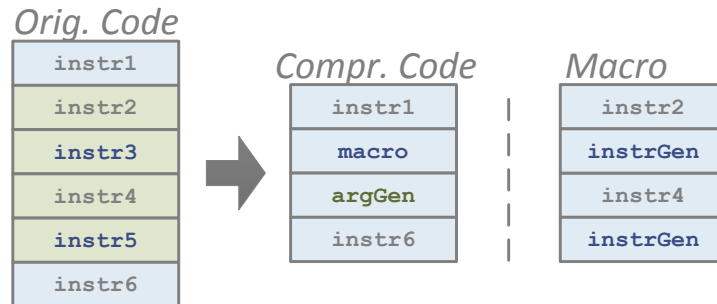 Orig. Code
instr1
instr2
instr3
instr4
instr5
instr6
Compr. Code
instr1
macro
argGen
instr6
Macro
instr2
instrGen
instr4
instrGen